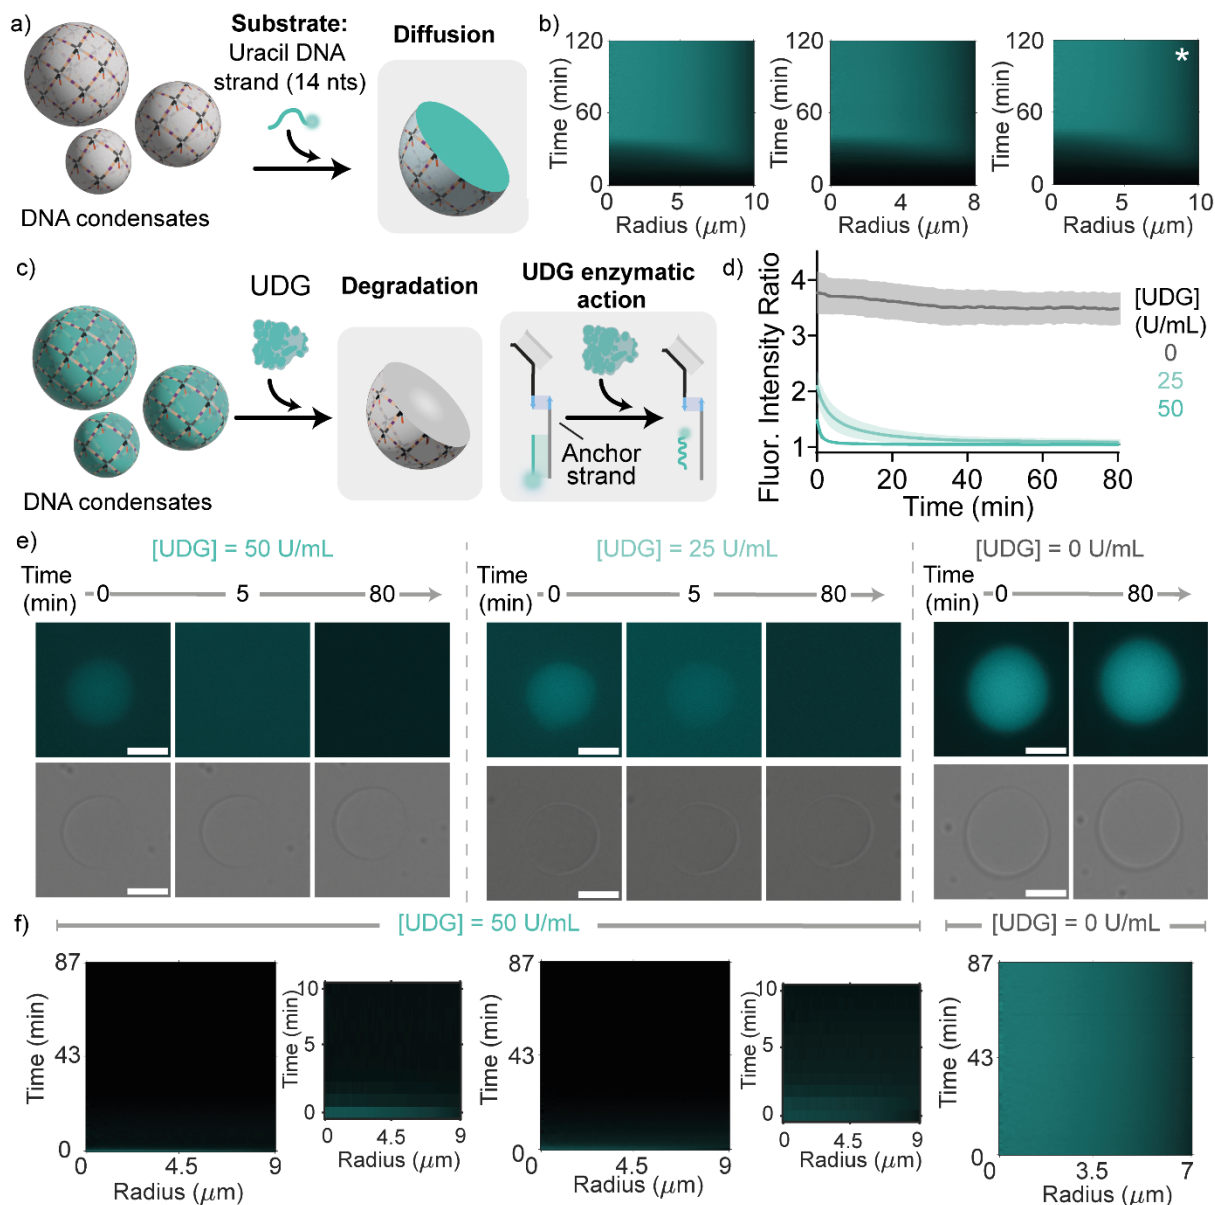 a)
Substrate:
Uracil DNA
strand (14 nts)
Diffusion
DNA condensates
b)
120
60
0
Time (min)
0 5 10
Radius (μm)
120
60
0
Time (min)
0 4 8
Radius (μm)
120
60
0
Time (min)
*
0 5 10
Radius (μm)
c)
UDG
Degradation
UDG enzymatic
action
Anchor
strand
DNA condensates
d)
Fluor. Intensity Ratio
4
3
2
1
0 20 40 60 80
Time (min)
[UDG]
(U/mL)
0
25
50
e)
[UDG] = 50 U/mL
Time
(min)
0 5 80
[UDG] = 25 U/mL
Time
(min)
0 5 80
[UDG] = 0 U/mL
Time
(min)
0 80
f)
[UDG] = 50 U/mL
[UDG] = 0 U/mL
87
43
0
Time (min)
0 4.5 9
Radius (μm)
10
5
0
Time (min)
0 4.5 9
Radius (μm)
87
43
0
Time (min)
0 4.5 9
Radius (μm)
10
5
0
Time (min)
0 4.5 9
Radius (μm)
87
43
0
Time (min)
0 3.5 7
Radius (μm)